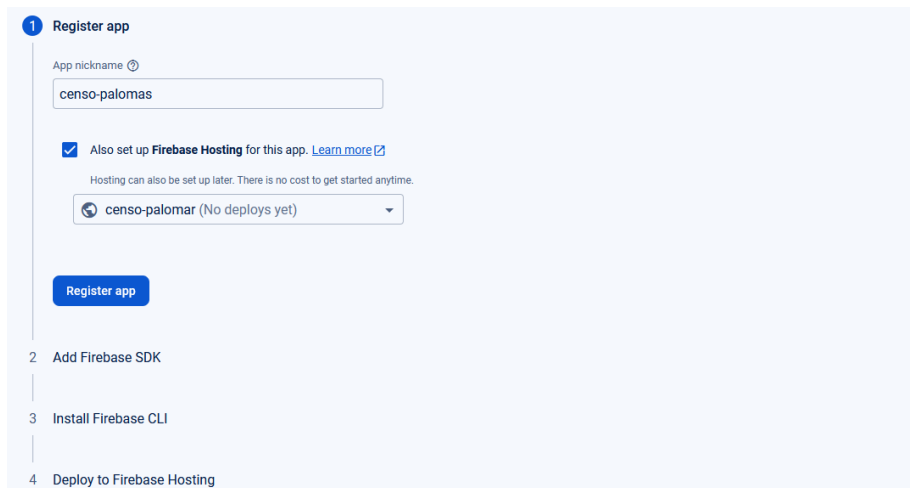 1 Register app
App nickname
censo-palomas
Also set up Firebase Hosting for this app. Learn more
Hosting can also be set up later. There is no cost to get started anytime.
censo-palomar (No deploys yet)
Register app
2 Add Firebase SDK
3 Install Firebase CLI
4 Deploy to Firebase Hosting